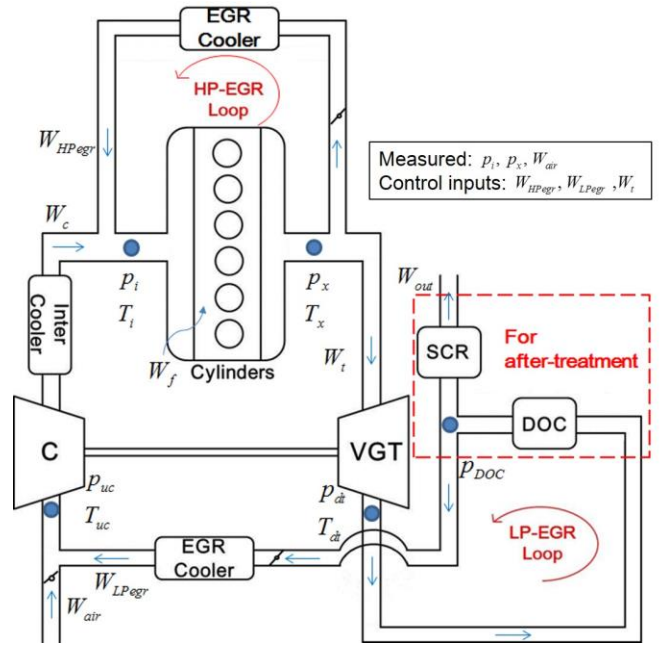 EGR
Cooler
HP-EGR
Loop
W_HPegr
Measured: p_i, p_x, W_air
Control inputs: W_HPegr, W_LPegr, W_t
W_c
p_i
T_i
p_x
T_x
W_out
Inter
Cooler
For
after-treatment
SCR
W_f
Cylinders
W_t
DOC
C
VGT
p_DOC
p_uc
T_uc
p_dt
T_dt
LP-EGR
Loop
EGR
Cooler
W_LPegr
W_air